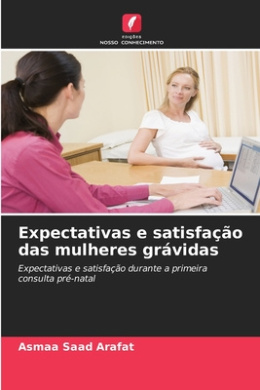 edições
NOSSO CONHECIMENTO
Expectativas e satisfação
das mulheres grávidas
Expectativas e satisfação durante a primeira
consulta pré-natal
Asmaa Saad Arafat